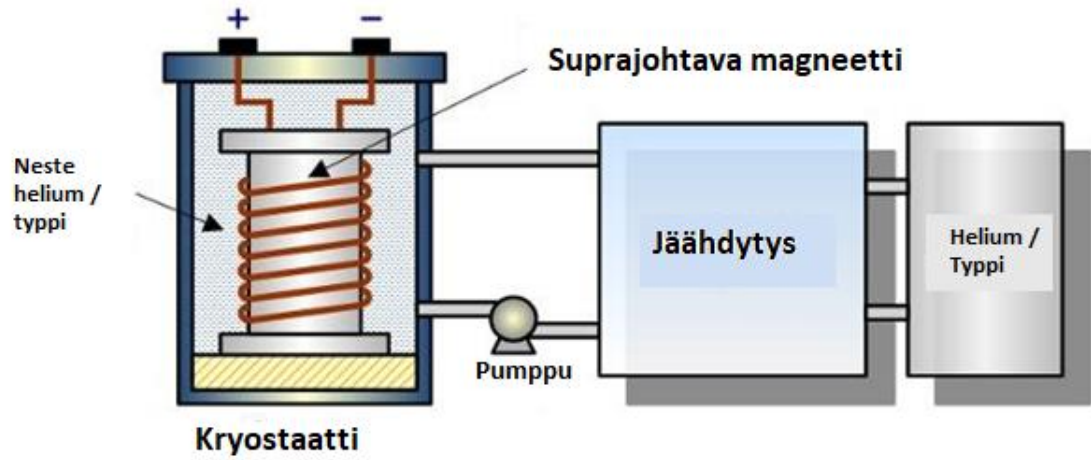 + −
Suprajohtava magneetti
Neste
helium /
typpi
Jäähdytys
Helium /
Typpi
Pumppu
Kryostaatti